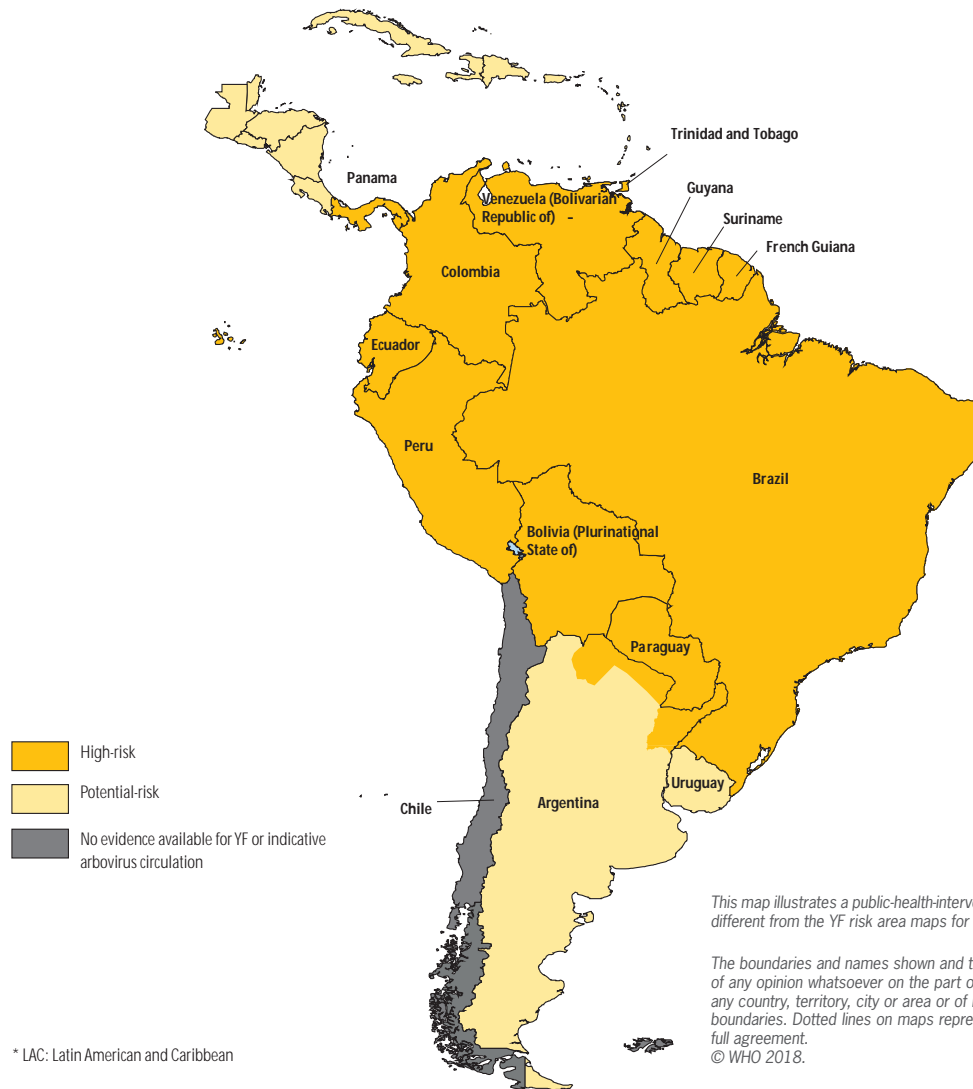 Trinidad and Tobago
Panama
Venezuela (Bolivarian
Republic of)
Guyana
Suriname
French Guiana
Colombia
Ecuador
Peru
Brazil
Bolivia (Plurinational
State of)
Paraguay
High-risk
Potential-risk
No evidence available for YF or indicative
arbovirus circulation
Chile
Argentina
Uruguay
This map illustrates a public-health-interv
different from the YF risk area maps for
The boundaries and names shown and t
of any opinion whatsoever on the part o
any country, territory, city or area or of
boundaries. Dotted lines on maps repre
full agreement.
© WHO 2018.
* LAC: Latin American and Caribbean